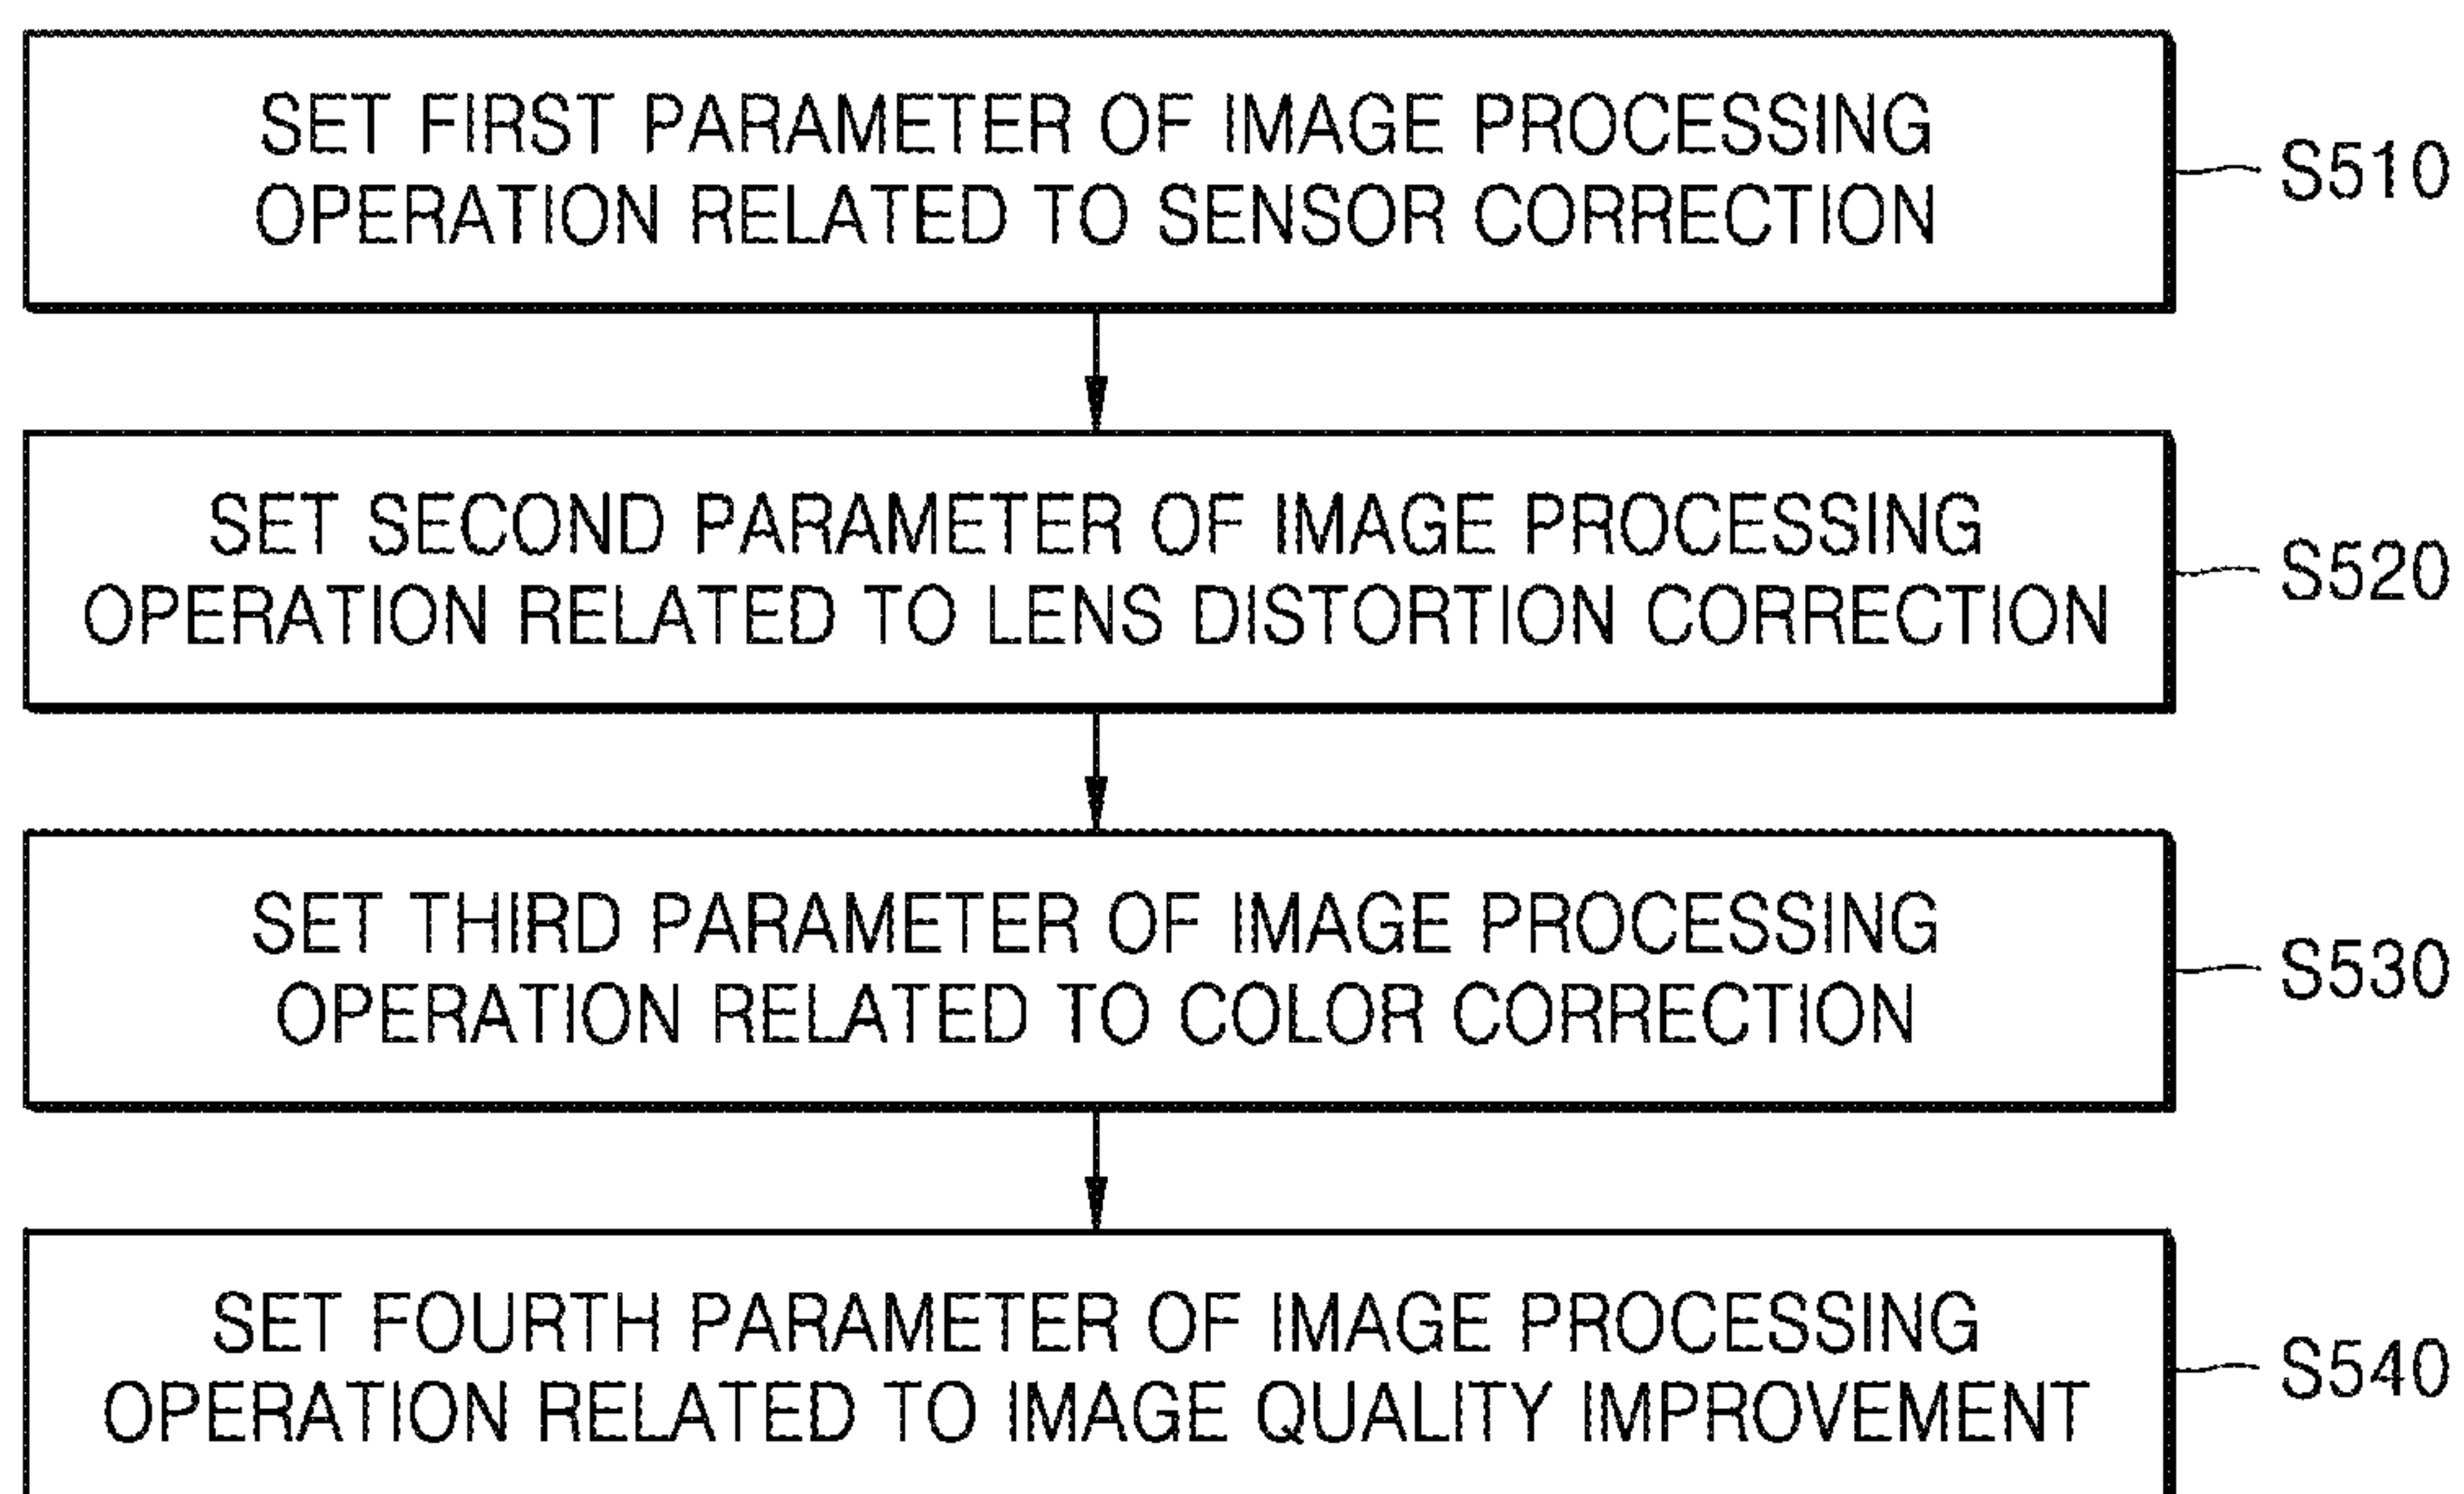 SET FIRST PARAMETER OF IMAGE PROCESSING
OPERATION RELATED TO SENSOR CORRECTION
S510
SET SECOND PARAMETER OF IMAGE PROCESSING
OPERATION RELATED TO LENS DISTORTION CORRECTION
S520
SET THIRD PARAMETER OF IMAGE PROCESSING
OPERATION RELATED TO COLOR CORRECTION
S530
SET FOURTH PARAMETER OF IMAGE PROCESSING
OPERATION RELATED TO IMAGE QUALITY IMPROVEMENT
S540